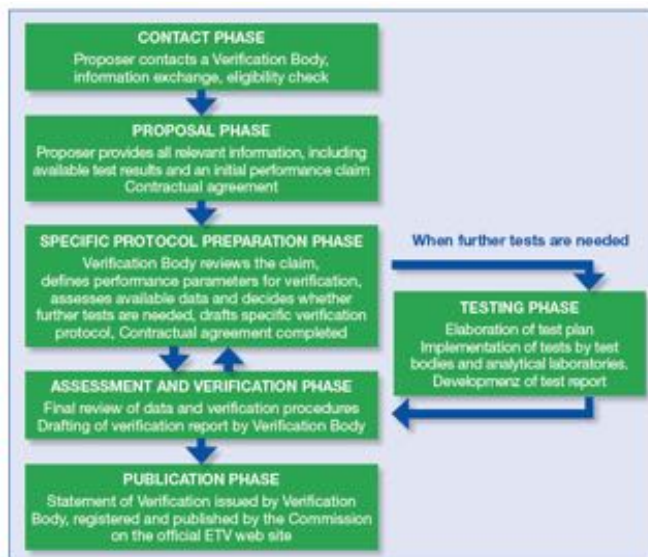 CONTACT PHASE
Proposer contacts a Verification Body,
information exchange, eligibility check
PROPOSAL PHASE
Proposer provides all relevant information, including
available test results and an initial performance claim
Contractual agreement
SPECIFIC PROTOCOL PREPARATION PHASE
Verification Body reviews the claim,
defines performance parameters for verification,
assesses available data and decides whether
further tests are needed, drafts specific verification
protocol, Contractual agreement completed
When further tests are needed
TESTING PHASE
Elaboration of test plan
Implementation of tests by test
bodies and analytical laboratories.
Developmenz of test report
ASSESSMENT AND VERIFICATION PHASE
Final review of data and verification procedures
Drafting of verification report by Verification Body
PUBLICATION PHASE
Statement of Verification issued by Verification
Body, registered and published by the Commission
on the official ETV web site